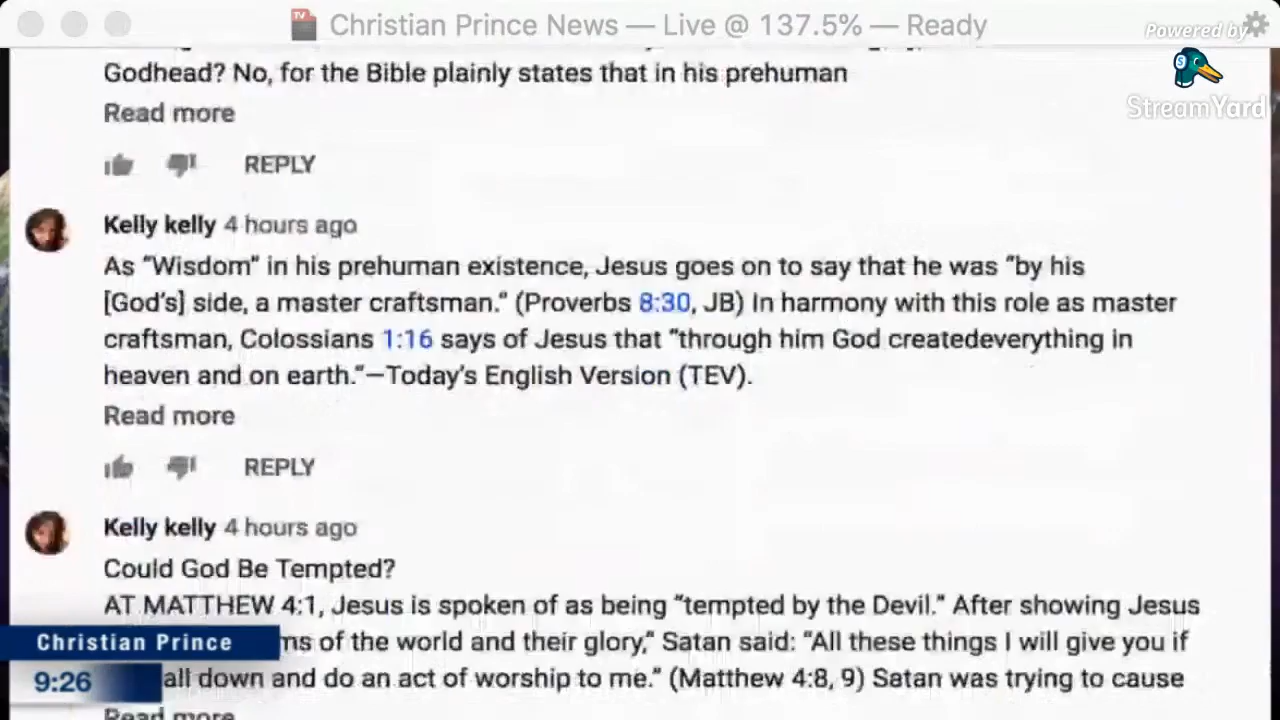 Christian Prince News — Live @ 137.5% — Ready
Powered by
StreamYard
Godhead? No, for the Bible plainly states that in his prehuman
Read more
REPLY
Kelly kelly 4 hours ago
As “Wisdom” in his prehuman existence, Jesus goes on to say that he was “by his
[God's] side, a master craftsman.” (Proverbs 8:30, JB) In harmony with this role as master
craftsman, Colossians 1:16 says of Jesus that “through him God createdeverything in
heaven and on earth.”—Today's English Version (TEV).
Read more
REPLY
Kelly kelly 4 hours ago
Could God Be Tempted?
AT MATTHEW 4:1, Jesus is spoken of as being “tempted by the Devil.” After showing Jesus
ms of the world and their glory,” Satan said: “All these things I will give you if
all down and do an act of worship to me.” (Matthew 4:8, 9) Satan was trying to cause
Read more
Christian Prince
9:26